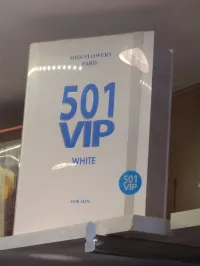 MISS FLOWERS
PARIS
501
VIP
WHITE
501
VIP
FOR MEN